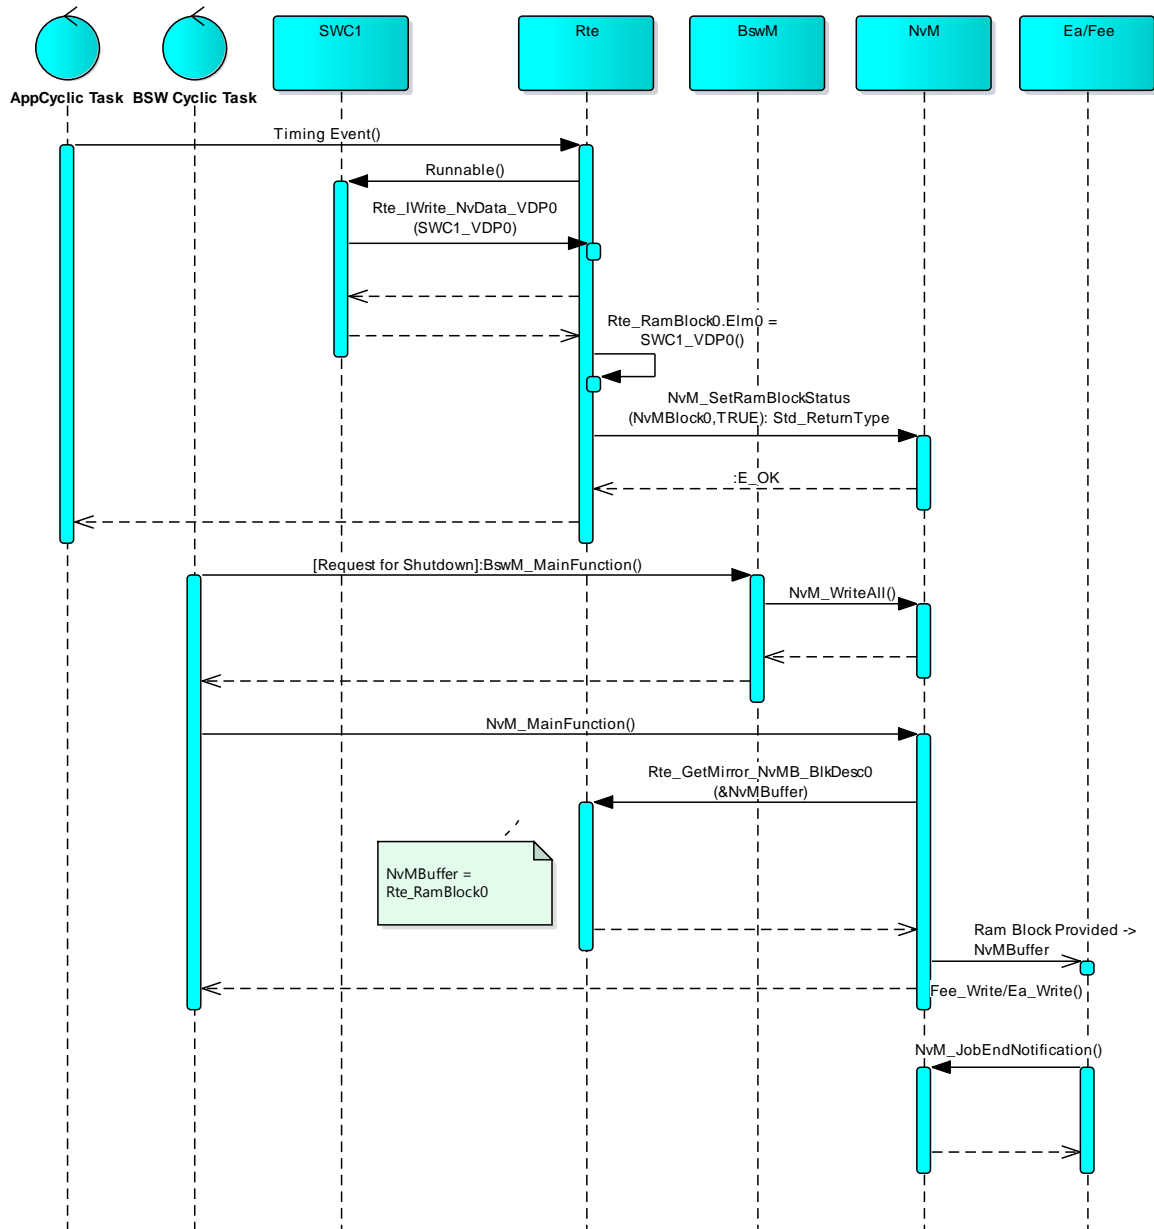 SWC1
Rte
BswM
NvM
Ea/Fee
AppCyclic Task
BSW Cyclic Task
Timing Event()
Runnable()
Rte_IWrite_NvData_VDP0
(SWC1_VDP0)
Rte_RamBlock0.Elm0 =
SWC1_VDP0()
NvM_SetRamBlockStatus
(NvMBlock0,TRUE): Std_ReturnType
:E_OK
[Request for Shutdown]:BswM_MainFunction()
NvM_WriteAll()
NvM_MainFunction()
Rte_GetMirror_NvMB_BlkDesc0
(&NvMBuffer)
NvMBuffer =
Rte_RamBlock0
Ram Block Provided ->
NvMBuffer
Fee_Write/Ea_Write()
NvM_JobEndNotification()